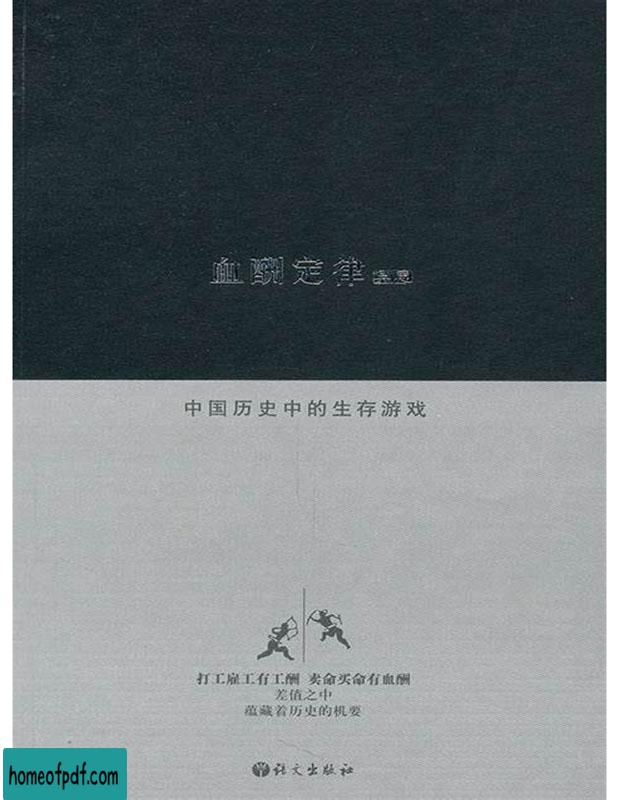 血酬定律
中国历史中的生存游戏
打工雇工有工酬 卖命买命有血酬
差值之中
蕴藏着历史的机要
语文出版社
homeofpdf.com